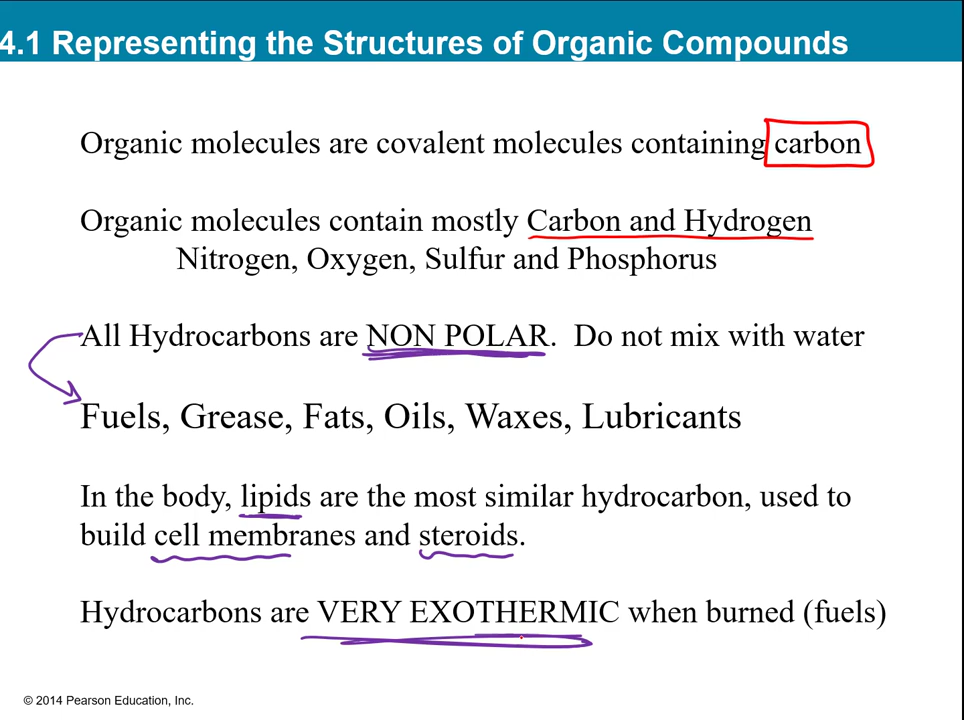 4.1 Representing the Structures of Organic Compounds
Organic molecules are covalent molecules containing carbon
Organic molecules contain mostly Carbon and Hydrogen
Nitrogen, Oxygen, Sulfur and Phosphorus
All Hydrocarbons are NON POLAR. Do not mix with water
Fuels, Grease, Fats, Oils, Waxes, Lubricants
In the body, lipids are the most similar hydrocarbon, used to
build cell membranes and steroids.
Hydrocarbons are VERY EXOTHERMIC when burned (fuels)
© 2014 Pearson Education, Inc.